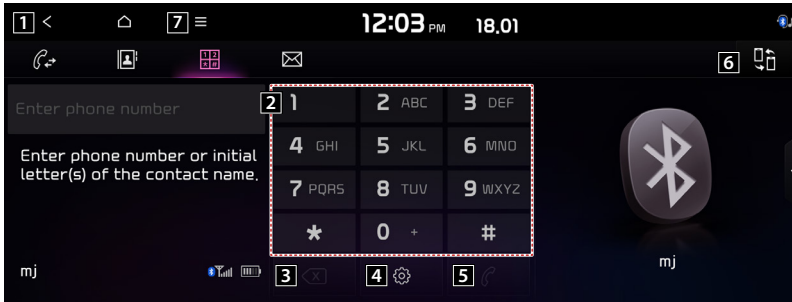 1 7 12:03 PM 18.01
6
Enter phone number
Enter phone number or initial
letter(s) of the contact name.
mj
2 1 2 ABC 3 DEF
4 GHI 5 JKL 6 MNO
7 PQRS 8 TUV 9 WXYZ
* 0 + #
3 4 5
mj